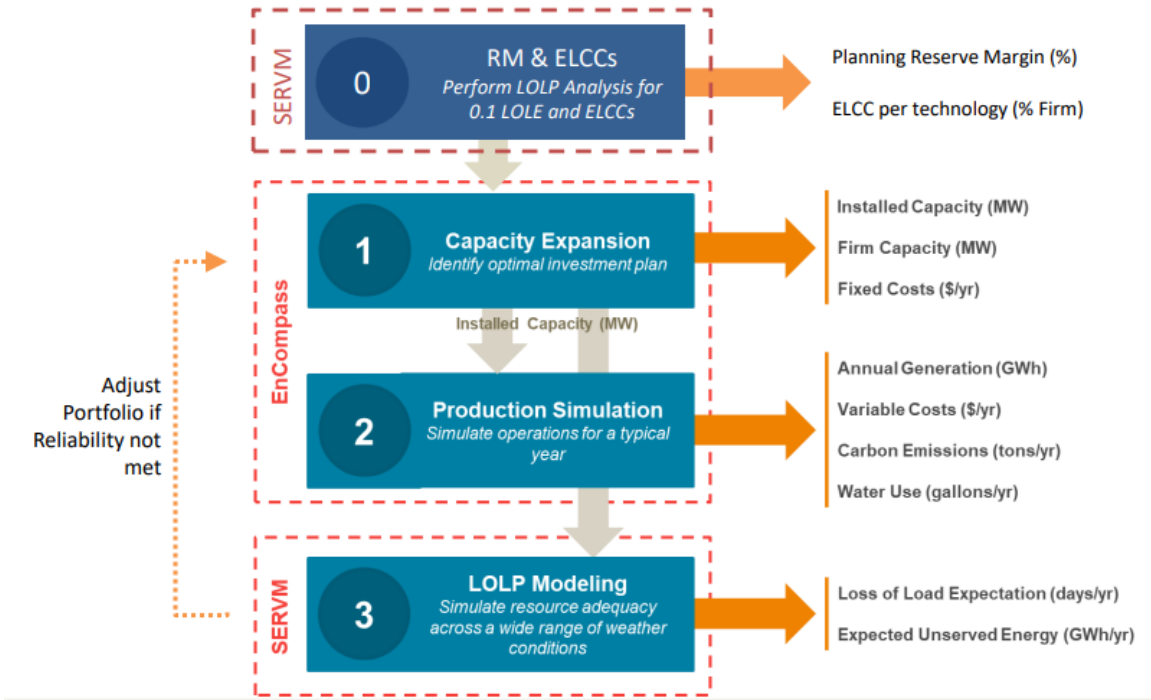 SERVM
0
RM & ELCCs
Perform LOLP Analysis for
0.1 LOLE and ELCCs
Planning Reserve Margin (%)
ELCC per technology (% Firm)
EnCompass
1
Capacity Expansion
Identify optimal investment plan
Installed Capacity (MW)
Firm Capacity (MW)
Fixed Costs ($/yr)
Installed Capacity (MW)
2
Production Simulation
Simulate operations for a typical
year
Annual Generation (GWh)
Variable Costs ($/yr)
Carbon Emissions (tons/yr)
Water Use (gallons/yr)
Adjust
Portfolio if
Reliability not
met
SERVM
3
LOLP Modeling
Simulate resource adequacy
across a wide range of weather
conditions
Loss of Load Expectation (days/yr)
Expected Unserved Energy (GWh/yr)